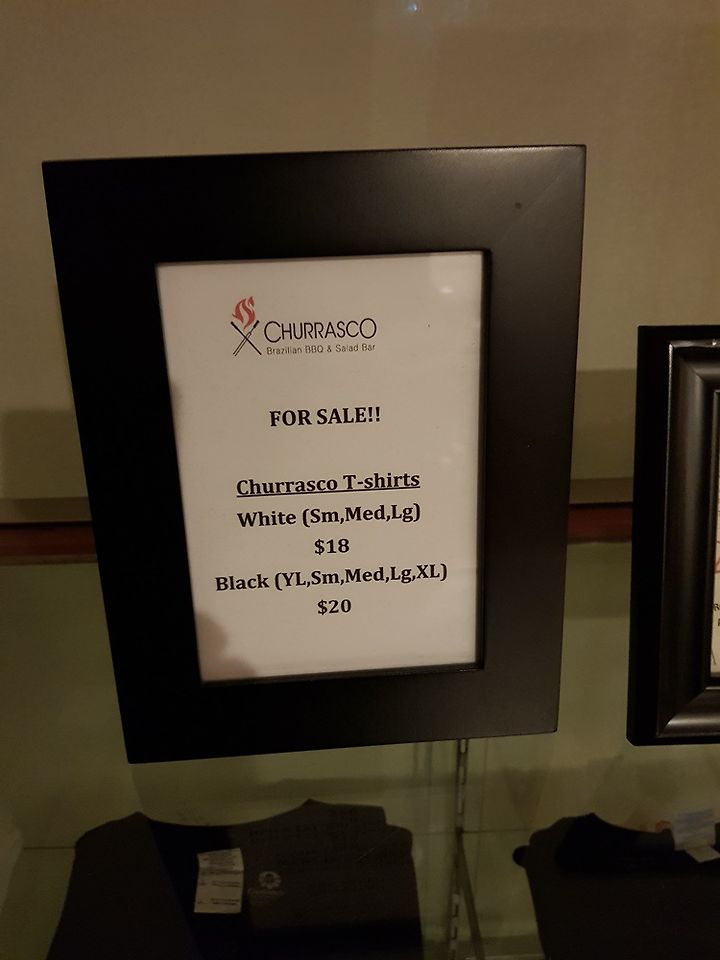 CHURRASCO
Brazilian BBQ & Salad Bar
FOR SALE!!
Churrasco T-shirts
White (Sm,Med,Lg)
$18
Black (YL,Sm,Med,Lg,XL)
$20